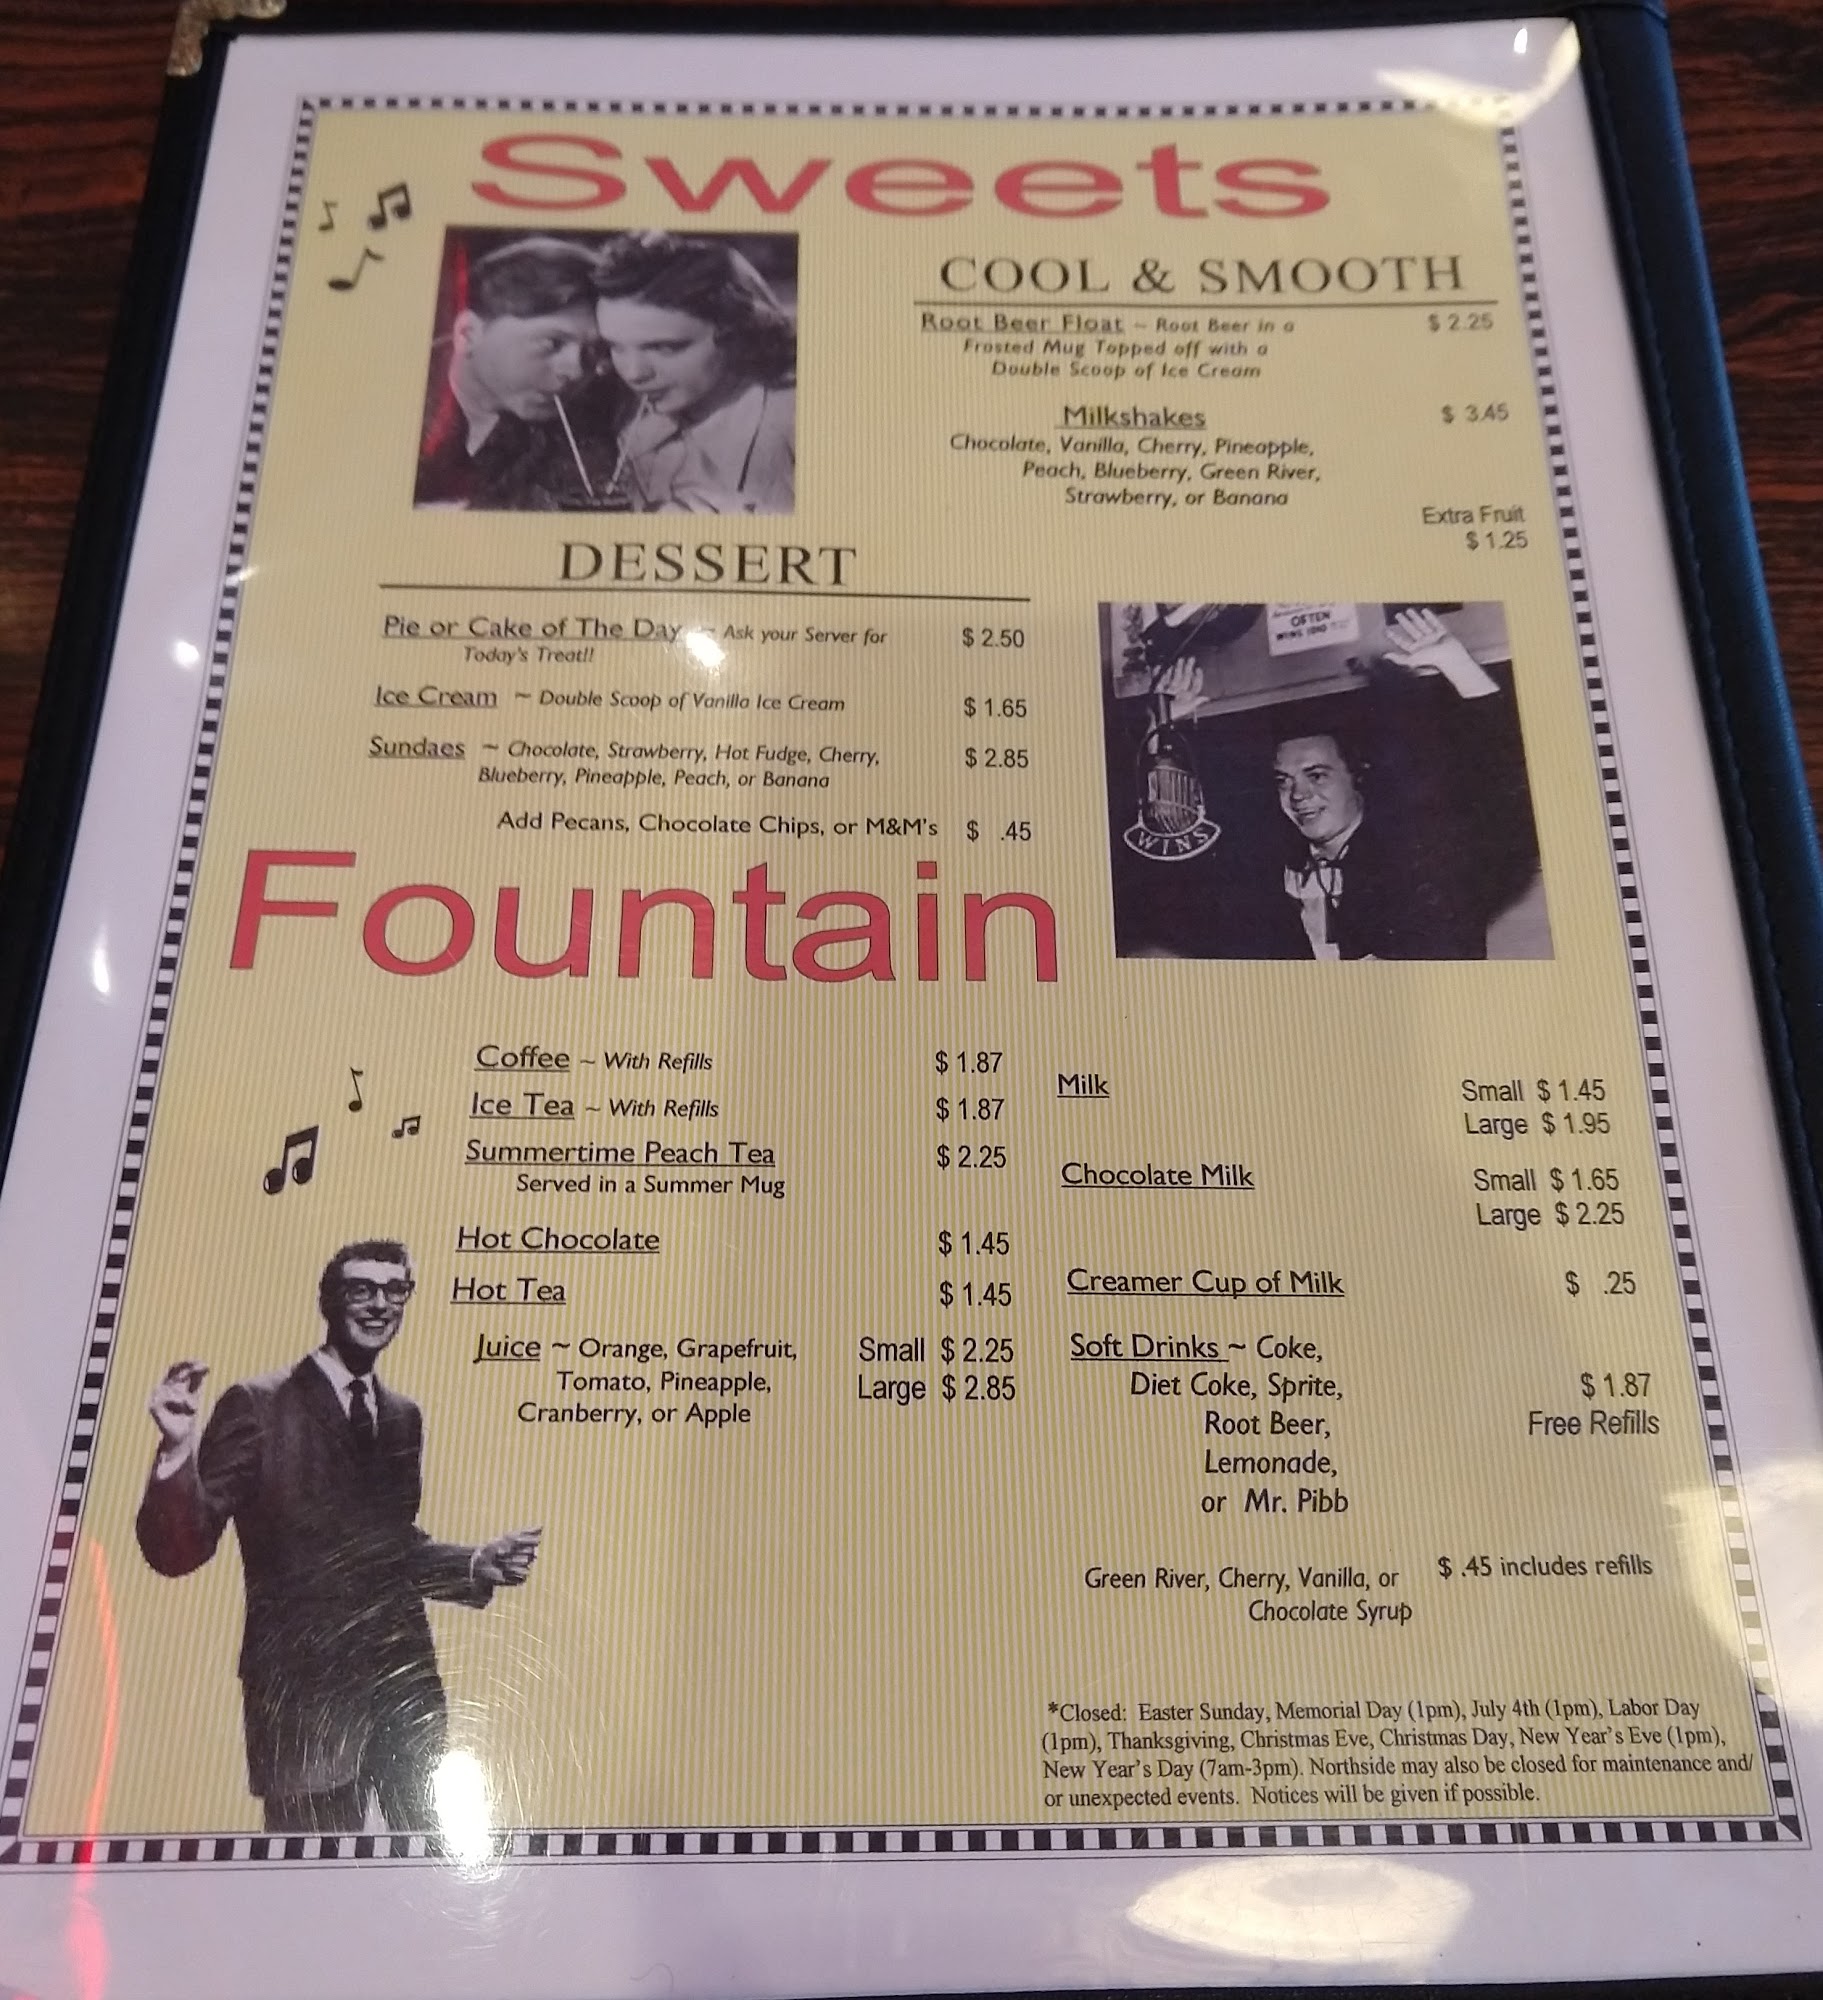 Sweets
COOL & SMOOTH
Root Beer Float ~ Root Beer in a $ 2.25
Frosted Mug Topped off with a
Double Scoop of Ice Cream
Milkshakes $ 3.45
Chocolate, Vanilla, Cherry, Pineapple,
Peach, Blueberry, Green River,
Strawberry, or Banana
Extra Fruit
$ 1.25
DESSERT
Pie or Cake of The Day ~ Ask your Server for $ 2.50
Today's Treat!!
Ice Cream ~ Double Scoop of Vanilla Ice Cream $ 1.65
Sundaes ~ Chocolate, Strawberry, Hot Fudge, Cherry, $ 2.85
Blueberry, Pineapple, Peach, or Banana
Add Pecans, Chocolate Chips, or M&M's $ .45
OFTEN
WINS 1010
WINS
Fountain
Coffee ~ With Refills $ 1.87
Ice Tea ~ With Refills $ 1.87
Summertime Peach Tea $ 2.25
Served in a Summer Mug
Hot Chocolate $ 1.45
Hot Tea $ 1.45
Juice ~ Orange, Grapefruit, Small $ 2.25
Tomato, Pineapple, Large $ 2.85
Cranberry, or Apple
Milk Small $ 1.45
Large $ 1.95
Chocolate Milk Small $ 1.65
Large $ 2.25
Creamer Cup of Milk $ .25
Soft Drinks ~ Coke,
Diet Coke, Sprite, $ 1.87
Root Beer, Free Refills
Lemonade,
or Mr. Pibb
Green River, Cherry, Vanilla, or $ .45 includes refills
Chocolate Syrup
*Closed: Easter Sunday, Memorial Day (1pm), July 4th (1pm), Labor Day
(1pm), Thanksgiving, Christmas Eve, Christmas Day, New Year's Eve (1pm),
New Year's Day (7am-3pm). Northside may also be closed for maintenance and/
or unexpected events. Notices will be given if possible.